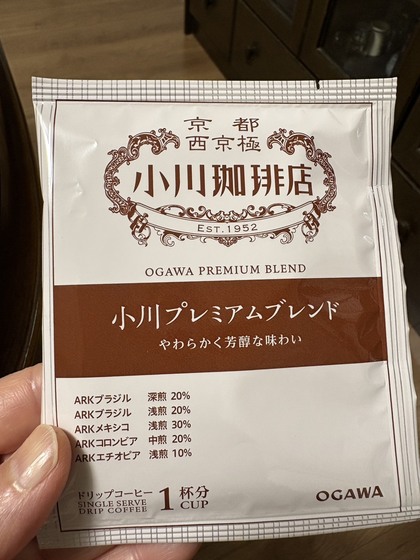 京都
西京極
小川珈琲店
EST. 1952
OGAWA PREMIUM BLEND
小川プレミアムブレンド
やわらかく芳醇な味わい
ARKブラジル 深煎 20%
ARKブラジル 浅煎 20%
ARKメキシコ 浅煎 30%
ARKコロンビア 中煎 20%
ARKエチオピア 浅煎 10%
ドリップコーヒー
SINGLE SERVE
DRIP COFFEE
1杯分
CUP
OGAWA